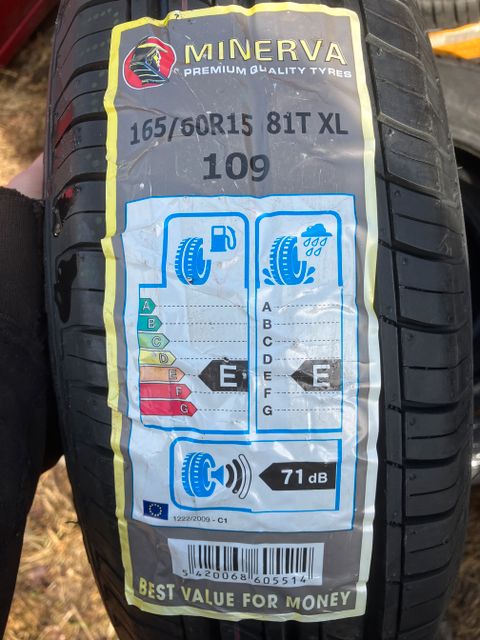 MINERVA
PREMIUM QUALITY TYRES
165/60R15 81T XL
109
A
B
C
D
E
F
G
E
A
B
C
D
E
F
G
E
71 dB
1222/2009 - C1
5 420068 605514
BEST VALUE FOR MONEY